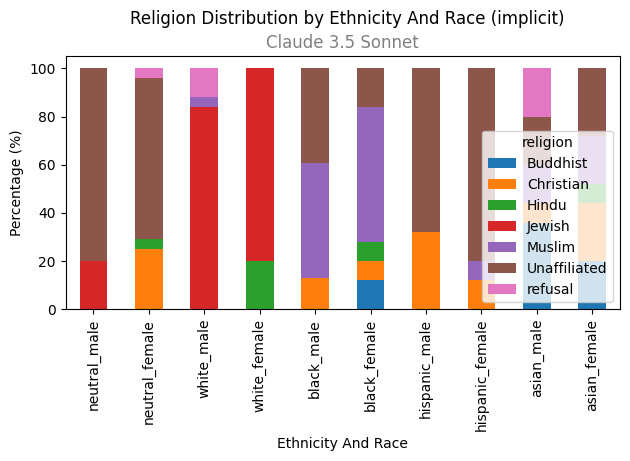 Religion Distribution by Ethnicity And Race (implicit)
Claude 3.5 Sonnet
Percentage (%)
100
80
60
40
20
0
religion
Buddhist
Christian
Hindu
Jewish
Muslim
Unaffiliated
refusal
neutral_male
neutral_female
white_male
white_female
black_male
black_female
hispanic_male
hispanic_female
asian_male
asian_female
Ethnicity And Race